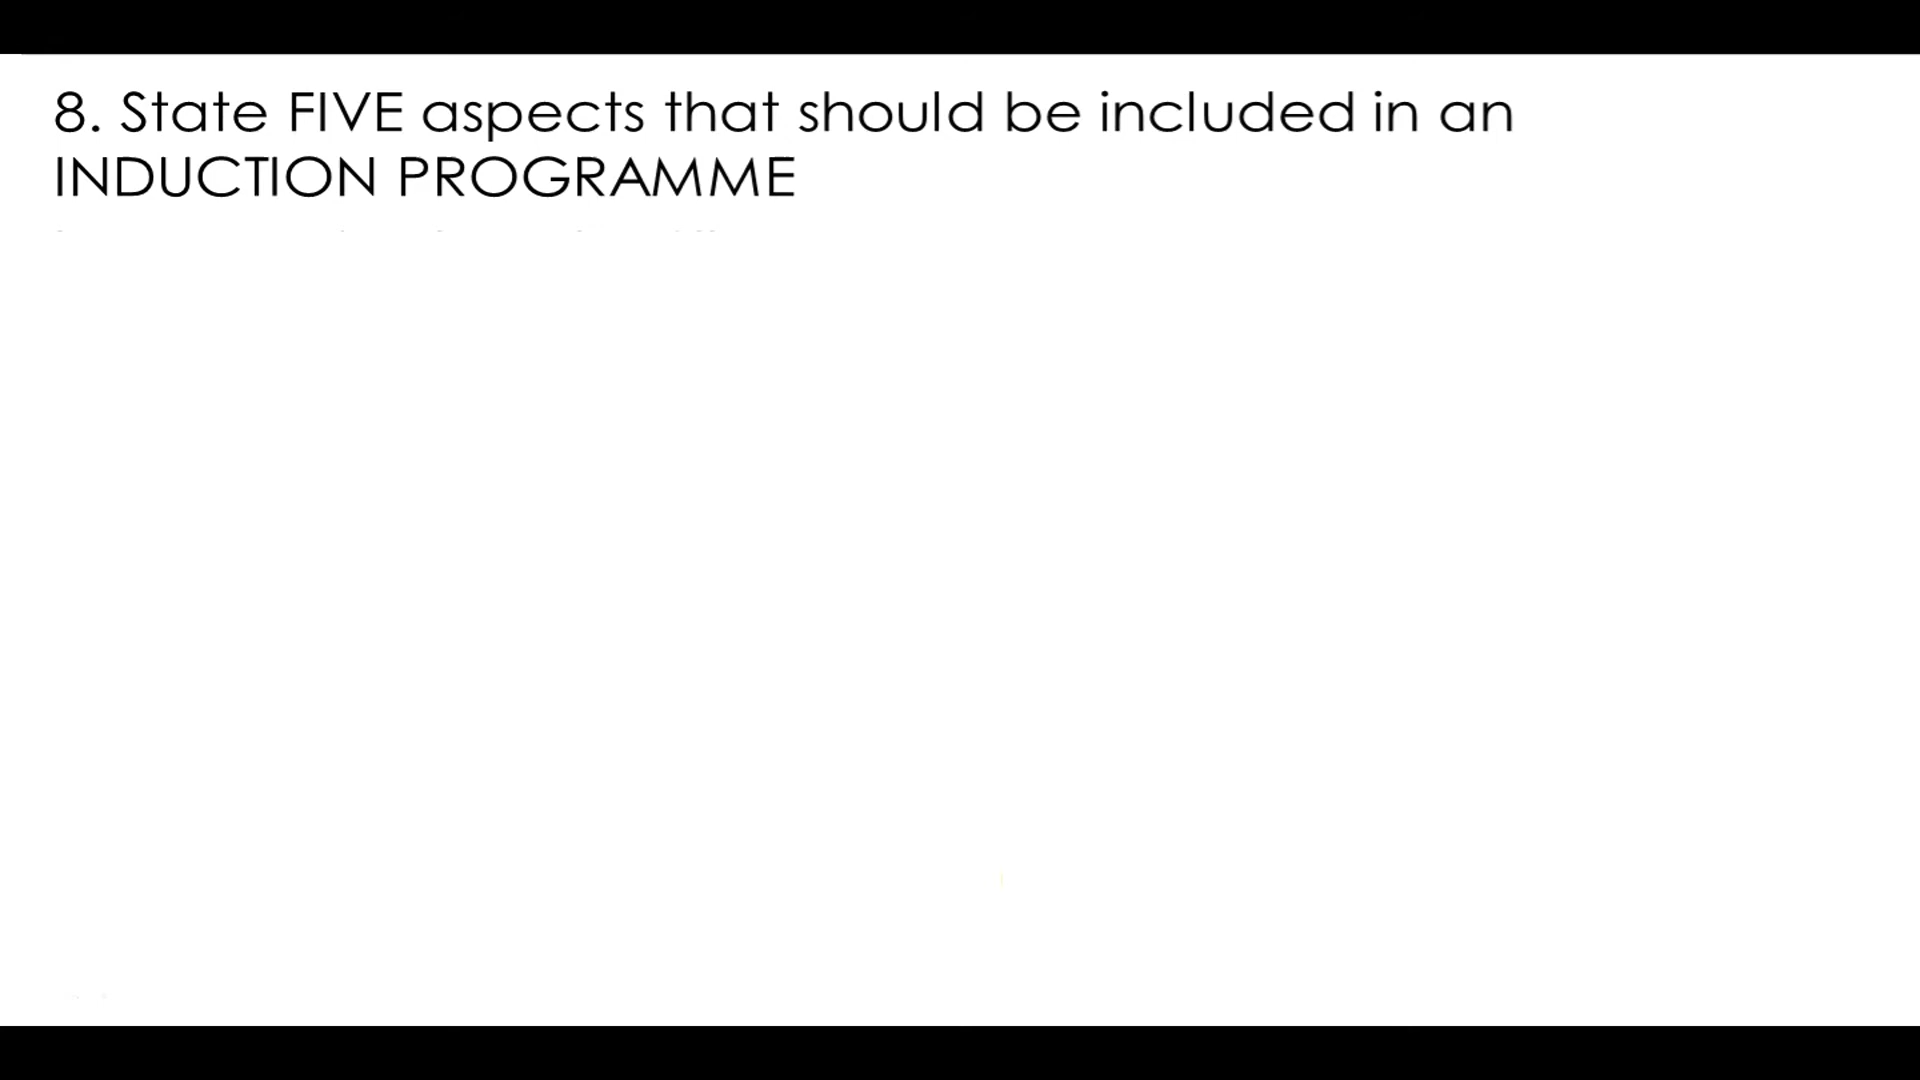 8. State FIVE aspects that should be included in an
INDUCTION PROGRAMME